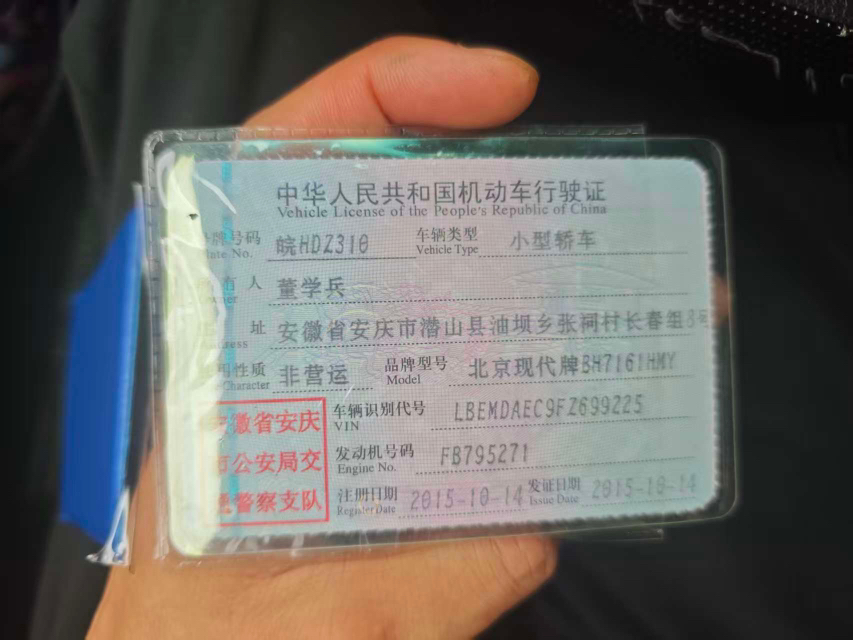 中华人民共和国机动车行驶证
Vehicle License of the People's Republic of China
牌号码 皖HDZ310 车辆类型 小型轿车
Plate No. Vehicle Type
有人 董学兵
址 安徽省安庆市潜山县油坝乡张祠村长春组8号
用性质 非营运 品牌型号 北京现代牌BH7161HMY
Character Model
安徽省安庆 车辆识别代号 LBEMDAEC9FZ699225
VIN
市公安局交 发动机号码 FB795271
Engine No.
警察支队 注册日期 2015-10-14 发证日期 2015-10-14
Register Date Issue Date